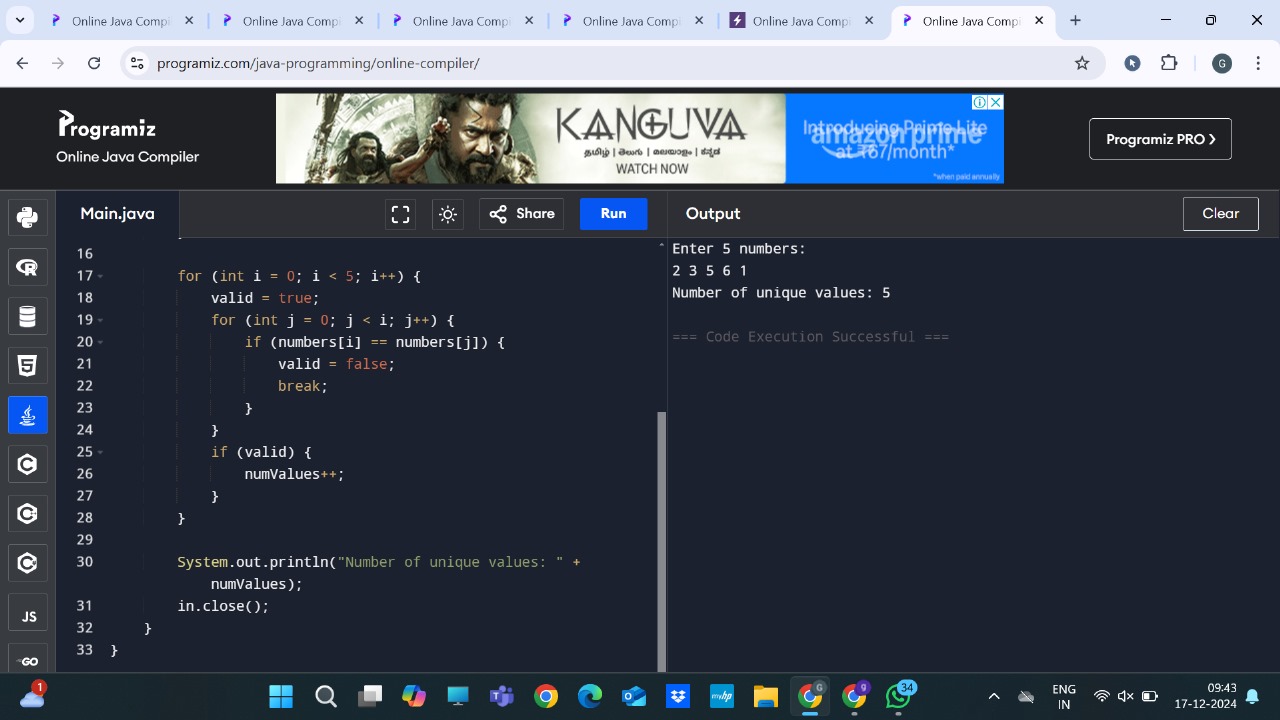 Online Java Compi
Online Java Compi
Online Java Compi
Online Java Compi
Online Java Compi
Online Java Compi
programiz.com/java-programming/online-compiler/
G
Programiz
Online Java Compiler
KANGUVA
தமிழ் | తెలుగు | മലയാളം | ಕನ್ನಡ
WATCH NOW
Introducing Prime Lite
amazon prime
at ₹67/month*
*when paid annually
Programiz PRO ❯
Main.java
Share
Run
Output
Clear
16
17 for (int i = 0; i < 5; i++) {
18 valid = true;
19 for (int j = 0; j < i; j++) {
20 if (numbers[i] == numbers[j]) {
21 valid = false;
22 break;
23 }
24 }
25 if (valid) {
26 numValues++;
27 }
28 }
29
30 System.out.println("Number of unique values: " +
numValues);
31 in.close();
32 }
33 }
Enter 5 numbers:
2 3 5 6 1
Number of unique values: 5
=== Code Execution Successful ===
JS
GO
1
myhp
G
9
34
ENG
IN
09:43
17-12-2024